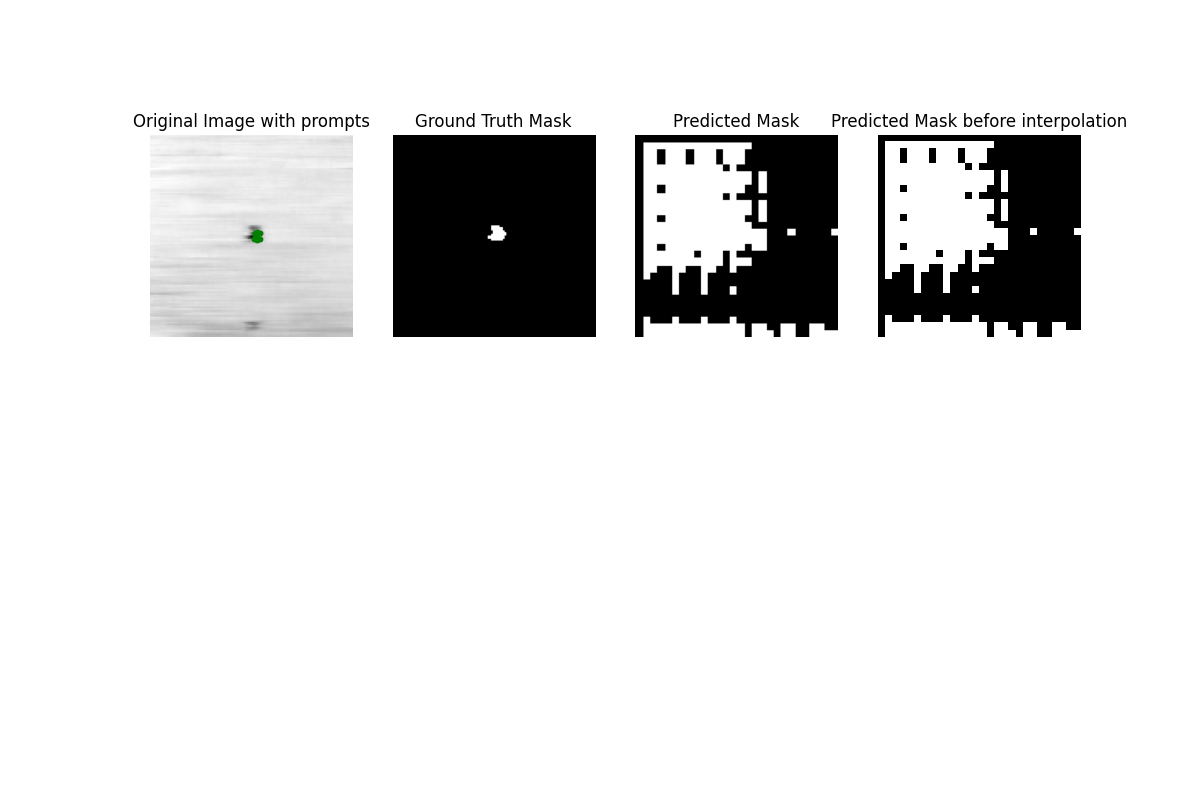 Original Image with prompts
Ground Truth Mask
Predicted Mask
Predicted Mask before interpolation